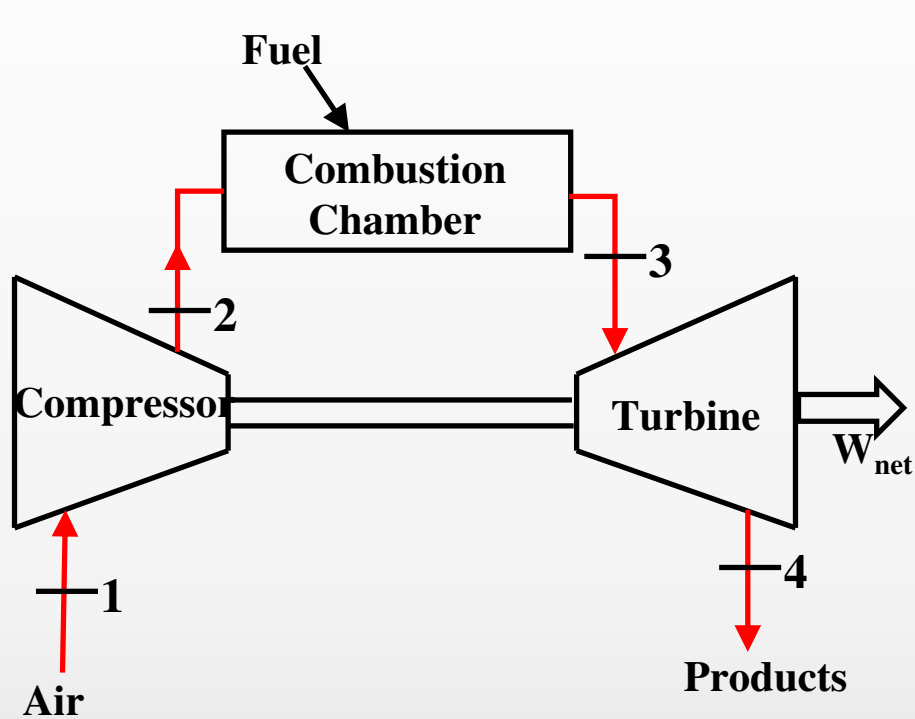 Fuel
Combustion
Chamber
3
2
Compressor
Turbine
Wnet
1
4
Products
Air